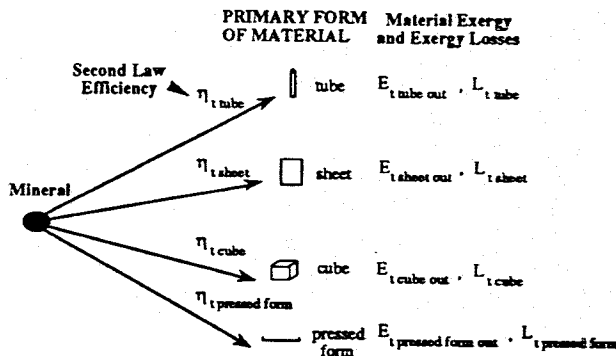 PRIMARY FORM OF MATERIAL
Material Exergy and Exergy Losses
Second Law Efficiency
η t tube
tube
E t tube out , L t tube
η t sheet
sheet
E t sheet out , L t sheet
Mineral
η t cube
cube
E t cube out , L t cube
η t pressed form
pressed form
E t pressed form out , L t pressed form